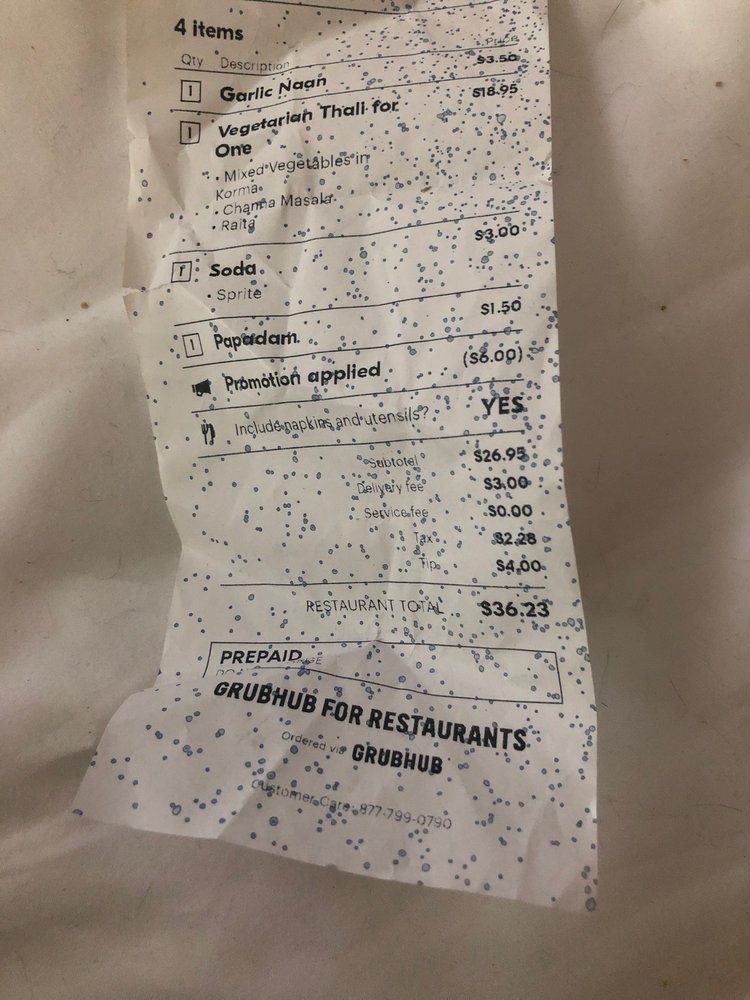 4 items
Qty Description Price
1 Garlic Naan $3.50
1 Vegetarian Thali for $18.95
One
• Mixed Vegetables in
Korma
• Channa Masala
• Raita
1 Soda $3.00
• Sprite
1 Papadam $1.50
Promotion applied ($6.00)
Include napkins and utensils? YES
Subtotal $26.95
Delivery fee $3.00
Service fee $0.00
Tax $2.28
Tip $4.00
RESTAURANT TOTAL $36.23
PREPAID
GRUBHUB FOR RESTAURANTS
Ordered via GRUBHUB
Customer Care: 877-799-0790